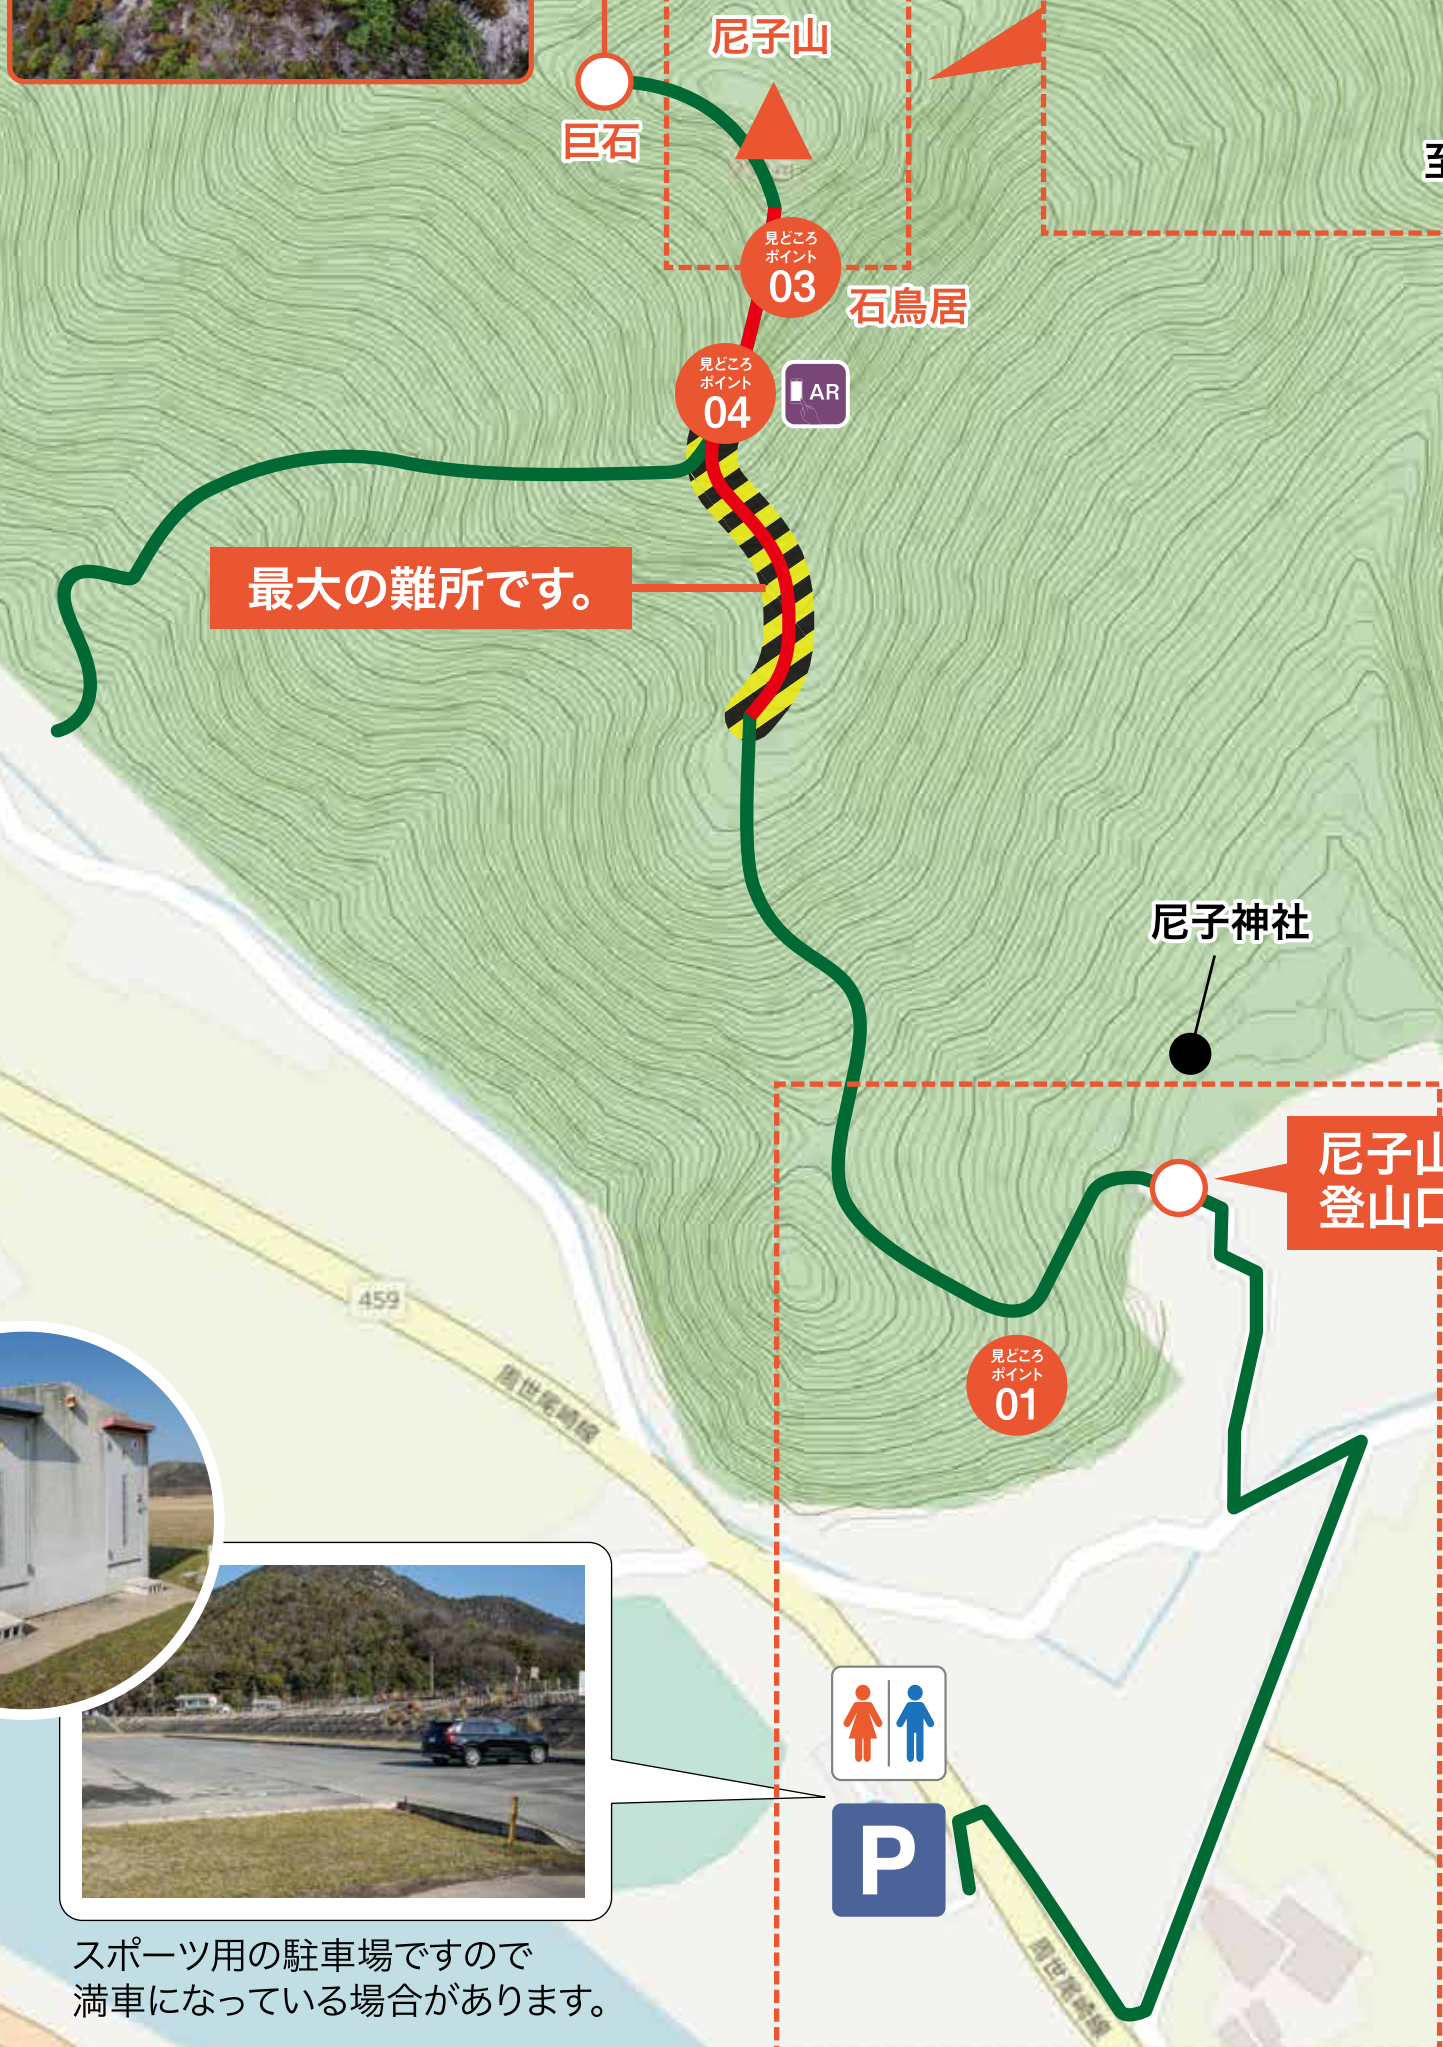 尼子山
巨石
至
見どころ
ポイント
03
石鳥居
見どころ
ポイント
04
AR
最大の難所です。
尼子神社
尼子山
登山口
459
周世尾崎線
見どころ
ポイント
01
P
スポーツ用の駐車場ですので
満車になっている場合があります。
周世尾崎線